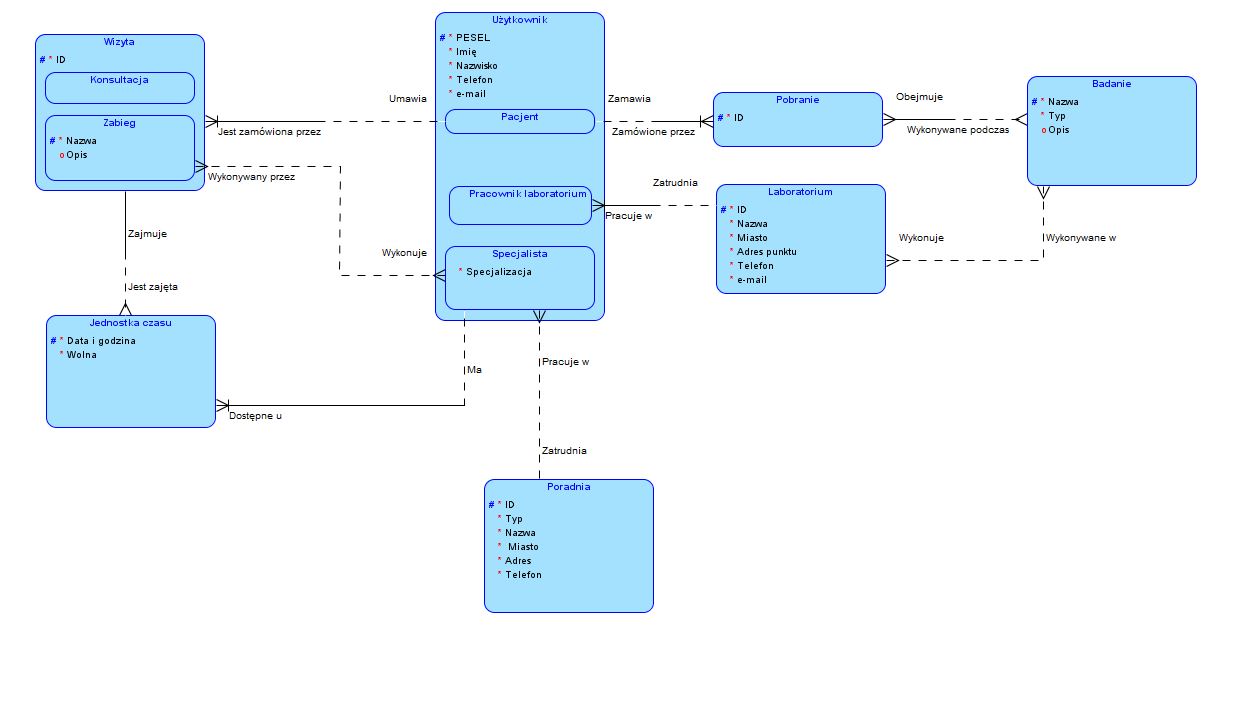 Wizyta
# * ID
Konsultacja
Zabieg
# * Nazwa
o Opis
Użytkownik
# * PESEL
* Imię
* Nazwisko
* Telefon
* e-mail
Pacjent
Pracownik laboratorium
Specjalista
* Specjalizacja
Umawia
Jest zamówiona przez
Zamawia
Zamówione przez
Pobranie
# * ID
Obejmuje
Wykonywane podczas
Badanie
# * Nazwa
* Typ
o Opis
Wykonywany przez
Wykonuje
Zatrudnia
Pracuje w
Laboratorium
# * ID
* Nazwa
* Miasto
* Adres punktu
* Telefon
* e-mail
Wykonuje
Wykonywane w
Zajmuje
Jest zajęta
Jednostka czasu
# * Data i godzina
* Wolna
Ma
Dostępne u
Pracuje w
Zatrudnia
Poradnia
# * ID
* Typ
* Nazwa
* Miasto
* Adres
* Telefon